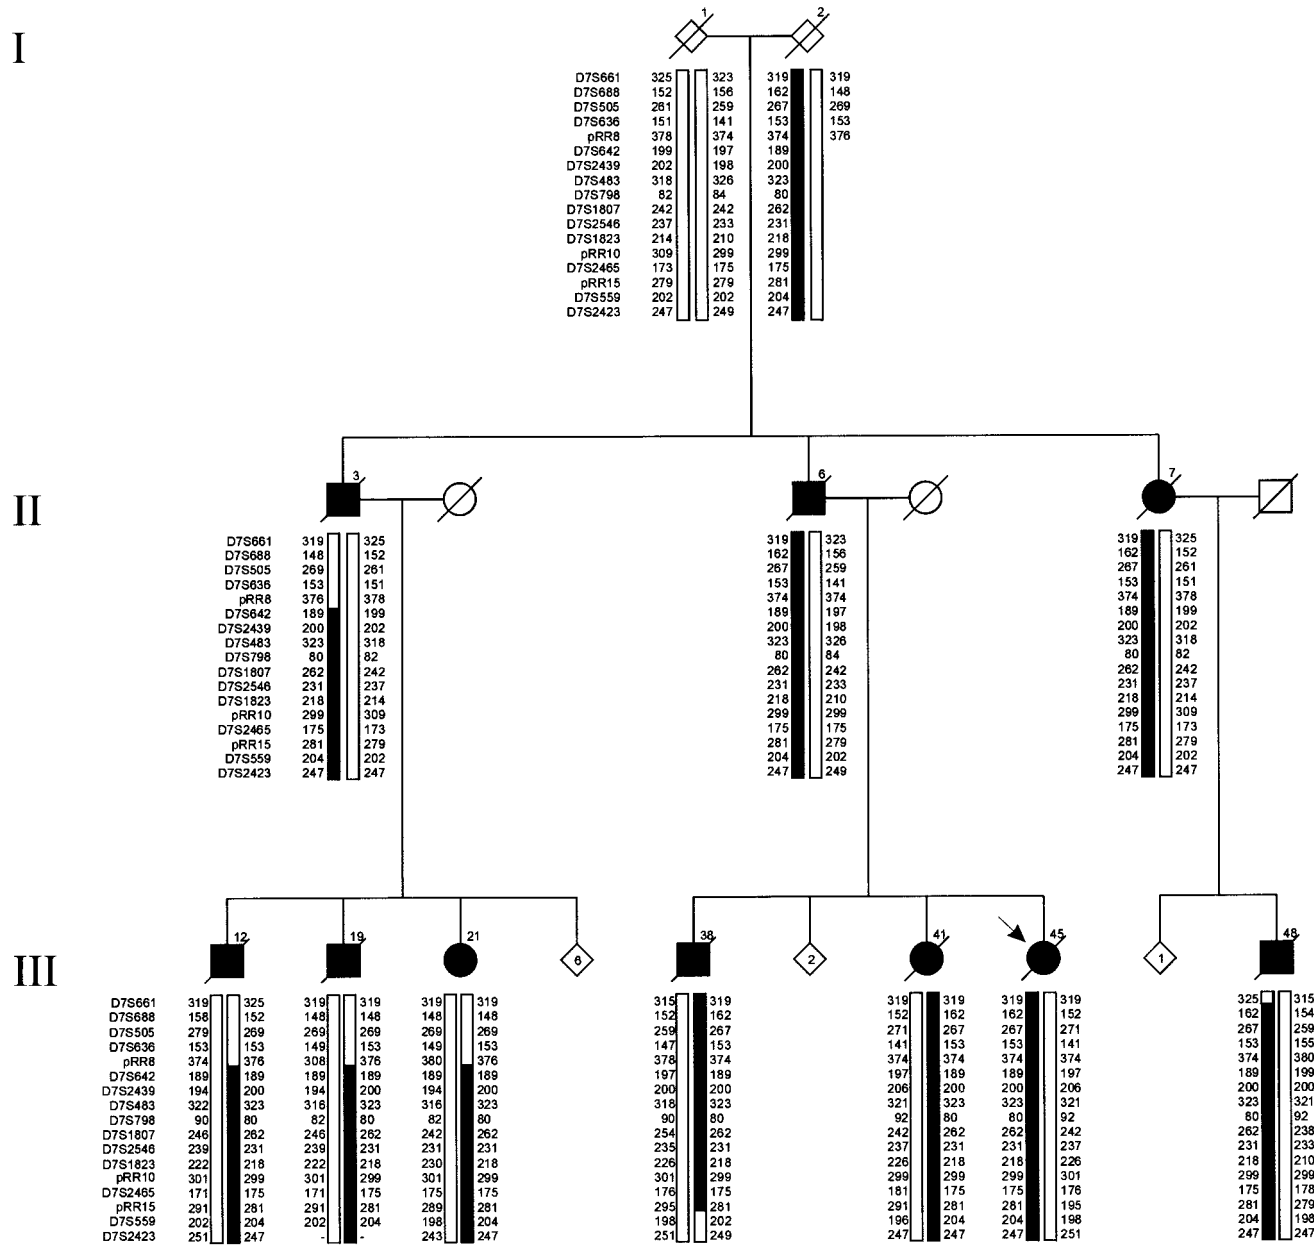 I
1 2
D7S661 325 323 319 319
D7S688 152 156 162 148
D7S505 261 259 267 269
D7S636 151 141 153 153
pRR8 378 374 374 376
D7S642 199 197 189
D7S2439 202 198 200
D7S483 318 326 323
D7S798 82 84 80
D7S1807 242 242 262
D7S2546 237 233 231
D7S1823 214 210 218
pRR10 309 299 299
D7S2465 173 175 175
pRR15 279 279 281
D7S559 202 202 204
D7S2423 247 249 247
II
3 6 7
D7S661 319 325 319 323 319 325
D7S688 148 152 162 156 162 152
D7S505 269 261 267 259 267 261
D7S636 153 151 153 141 153 151
pRR8 376 378 374 374 374 378
D7S642 189 199 189 197 189 199
D7S2439 200 202 200 198 200 202
D7S483 323 318 323 326 323 318
D7S798 80 82 80 84 80 82
D7S1807 262 242 262 242 262 242
D7S2546 231 237 231 233 231 237
D7S1823 218 214 218 210 218 214
pRR10 299 309 299 299 299 309
D7S2465 175 173 175 175 175 173
pRR15 281 279 281 279 281 279
D7S559 204 202 204 202 204 202
D7S2423 247 247 247 249 247 247
III
12 19 21 6 38 2 41 45 1 48
D7S661 319 325 319 319 319 319 315 319 319 319 319 319 325 315
D7S688 158 152 148 148 148 148 152 162 152 162 162 152 162 154
D7S505 279 269 269 269 269 269 259 267 271 267 267 271 267 259
D7S636 153 153 149 153 149 153 147 153 141 153 153 141 153 155
pRR8 374 376 308 376 380 376 378 374 374 374 374 374 374 380
D7S642 189 189 189 189 189 189 197 189 197 189 189 197 189 199
D7S2439 194 200 194 200 194 200 200 200 206 200 200 206 200 200
D7S483 322 323 316 323 316 323 318 323 321 323 323 321 323 321
D7S798 90 80 82 80 82 80 90 80 92 80 80 92 80 92
D7S1807 246 262 246 262 242 262 254 262 242 262 262 242 262 238
D7S2546 239 231 239 231 231 231 235 231 237 231 231 237 231 233
D7S1823 222 218 222 218 230 218 226 218 226 218 218 226 218 210
pRR10 301 299 301 299 301 299 301 299 299 299 299 301 299 299
D7S2465 171 175 171 175 175 175 176 175 181 175 175 176 175 178
pRR15 291 281 291 281 289 281 295 281 291 281 281 195 281 279
D7S559 202 204 202 204 198 204 198 202 196 204 204 198 204 198
D7S2423 251 247 - - 243 247 251 249 247 247 247 251 247 247